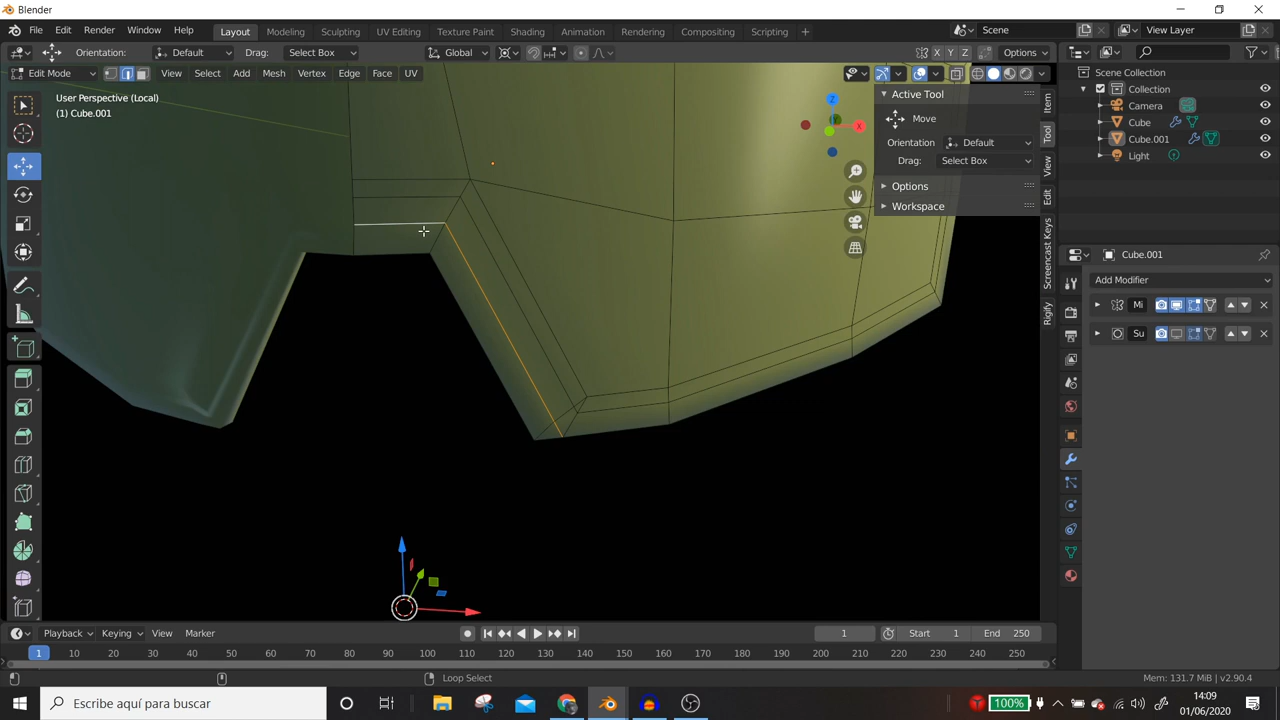 Blender
File Edit Render Window Help Layout Modeling Sculpting UV Editing Texture Paint Shading Animation Rendering Compositing Scripting + Scene View Layer
Orientation: Default Drag: Select Box Global X Y Z Options
Edit Mode View Select Add Mesh Vertex Edge Face UV
User Perspective (Local)
(1) Cube.001
Active Tool
Move
Orientation Default
Drag: Select Box
Options
Workspace
Item
Tool
View
Edit
Screencast Keys
Rigify
Z
X
Scene Collection
Collection
Camera
Cube
Cube.001
Light
Cube.001
Add Modifier
Mi
Su
Playback Keying View Marker 1 Start 1 End 250
1 10 20 30 40 50 60 70 80 90 100 110 120 130 140 150 160 170 180 190 200 210 220 230 240 250
Loop Select Mem: 131.7 MiB | v2.90.4
Escribe aquí para buscar 100% 14:09
01/06/2020